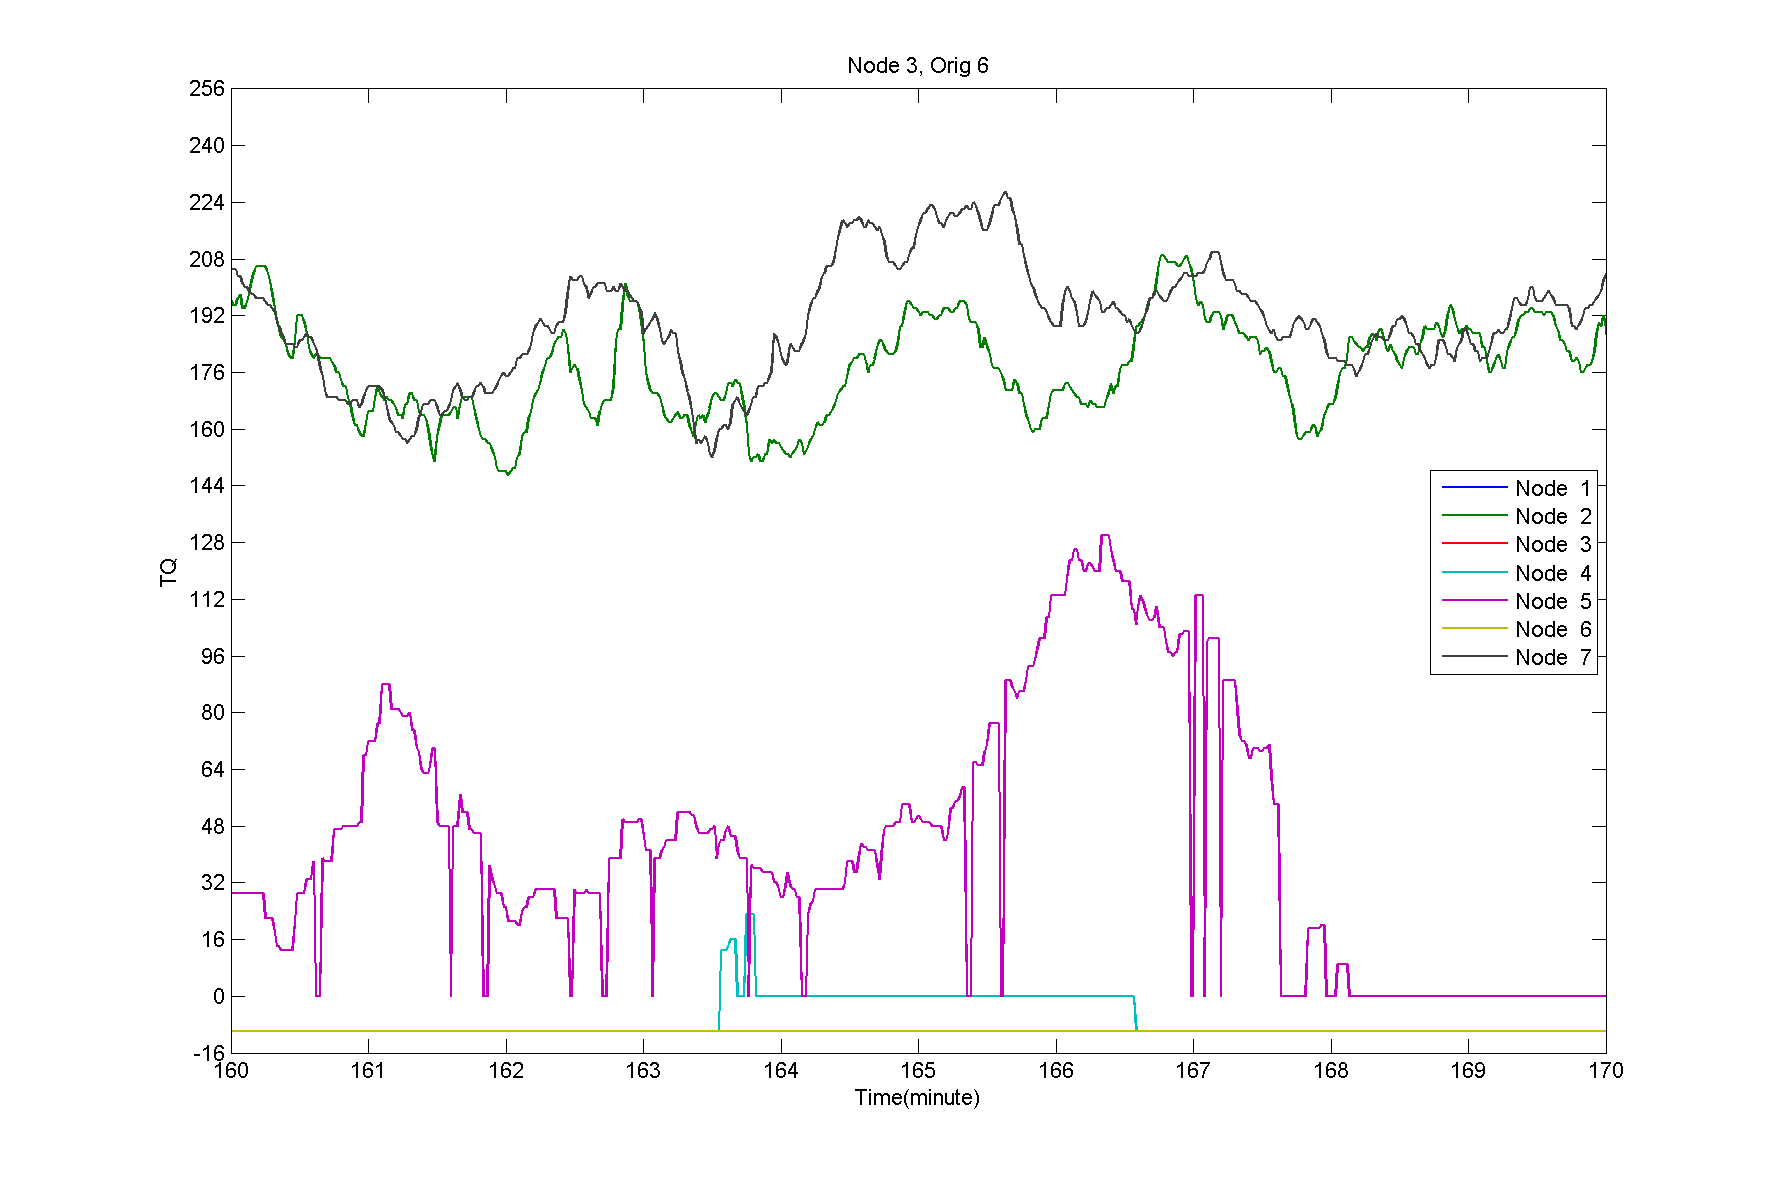 Node 3, Orig 6
256
240
224
208
192
176
160
144
128
112
96
80
64
48
32
16
0
-16
TQ
Node 1
Node 2
Node 3
Node 4
Node 5
Node 6
Node 7
160 161 162 163 164 165 166 167 168 169 170
Time(minute)